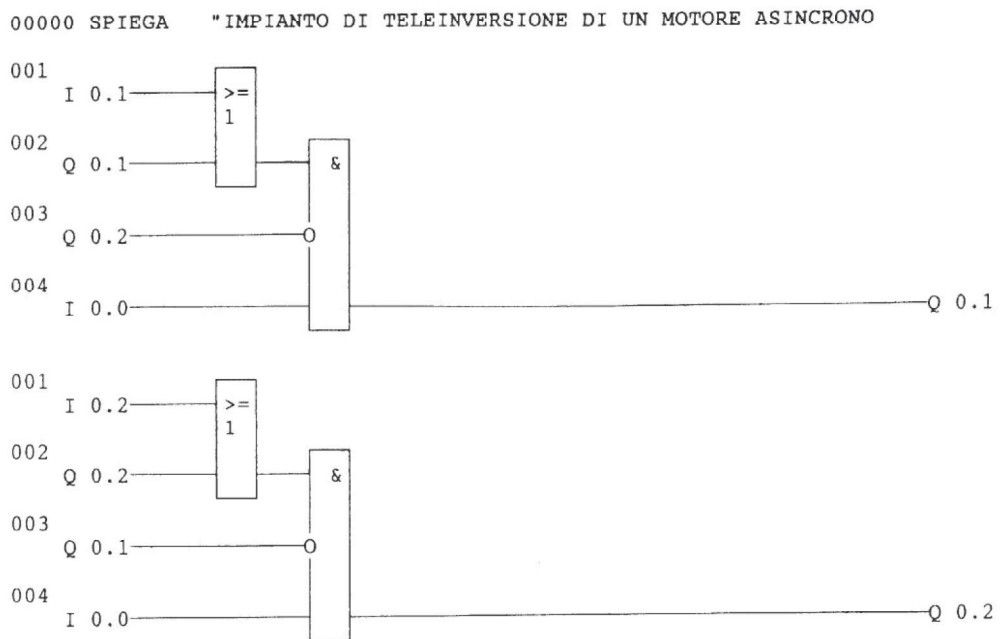 00000 SPIEGA "IMPIANTO DI TELEINVERSIONE DI UN MOTORE ASINCRONO
001
I 0.1 >=
1
002
Q 0.1 &
003
Q 0.2
004
I 0.0 Q 0.1
001
I 0.2 >=
1
002
Q 0.2 &
003
Q 0.1
004
I 0.0 Q 0.2